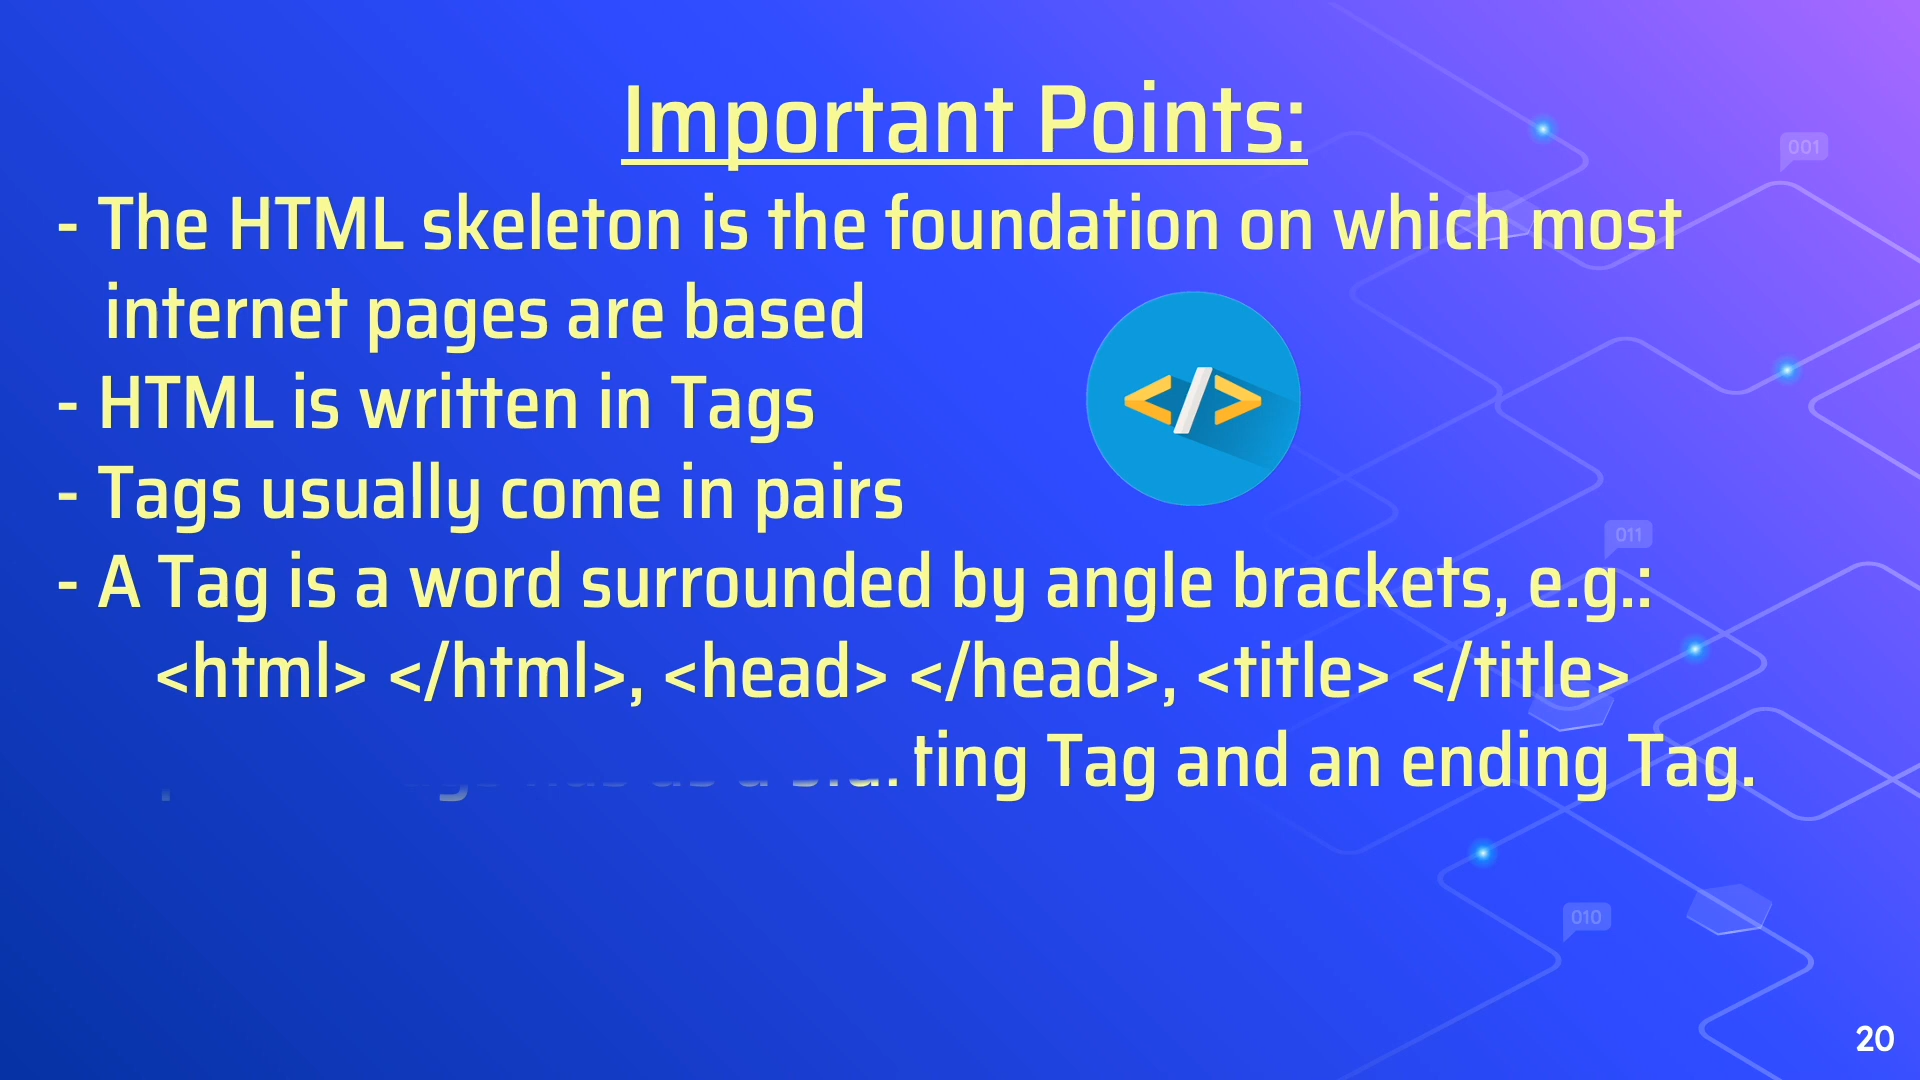 Important Points:
- The HTML skeleton is the foundation on which most
internet pages are based
- HTML is written in Tags
- Tags usually come in pairs
- A Tag is a word surrounded by angle brackets, e.g.:
<html> </html>, <head> </head>, <title> </title>
ting Tag and an ending Tag.
001
011
010
20